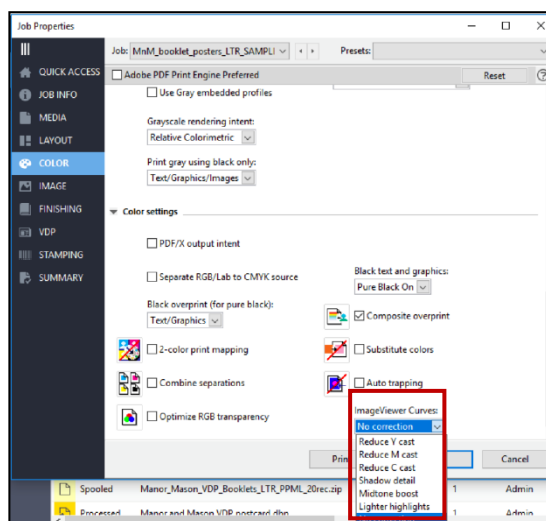 Job Properties
Job: MnM_booklet_posters_LTR_SAMPL
Presets:
QUICK ACCESS
JOB INFO
MEDIA
LAYOUT
COLOR
IMAGE
FINISHING
VDP
STAMPING
SUMMARY
Adobe PDF Print Engine Preferred
Reset
Use Gray embedded profiles
Grayscale rendering intent:
Relative Colorimetric
Print gray using black only:
Text/Graphics/Images
Color settings
PDF/X output intent
Separate RGB/Lab to CMYK source
Black text and graphics:
Pure Black On
Black overprint (for pure black):
Text/Graphics
Composite overprint
2-color print mapping
Substitute colors
Combine separations
Auto trapping
Optimize RGB transparency
ImageViewer Curves:
No correction
Reduce Y cast
Reduce M cast
Reduce C cast
Shadow detail
Midtone boost
Lighter highlights
Prin
Cancel
Spooled Manor_Mason_VDP_Booklets_LTR_PPML_20rec.zip 1 Admin
Processed Manor and Mason VDP postcard.dbp 1 Admin